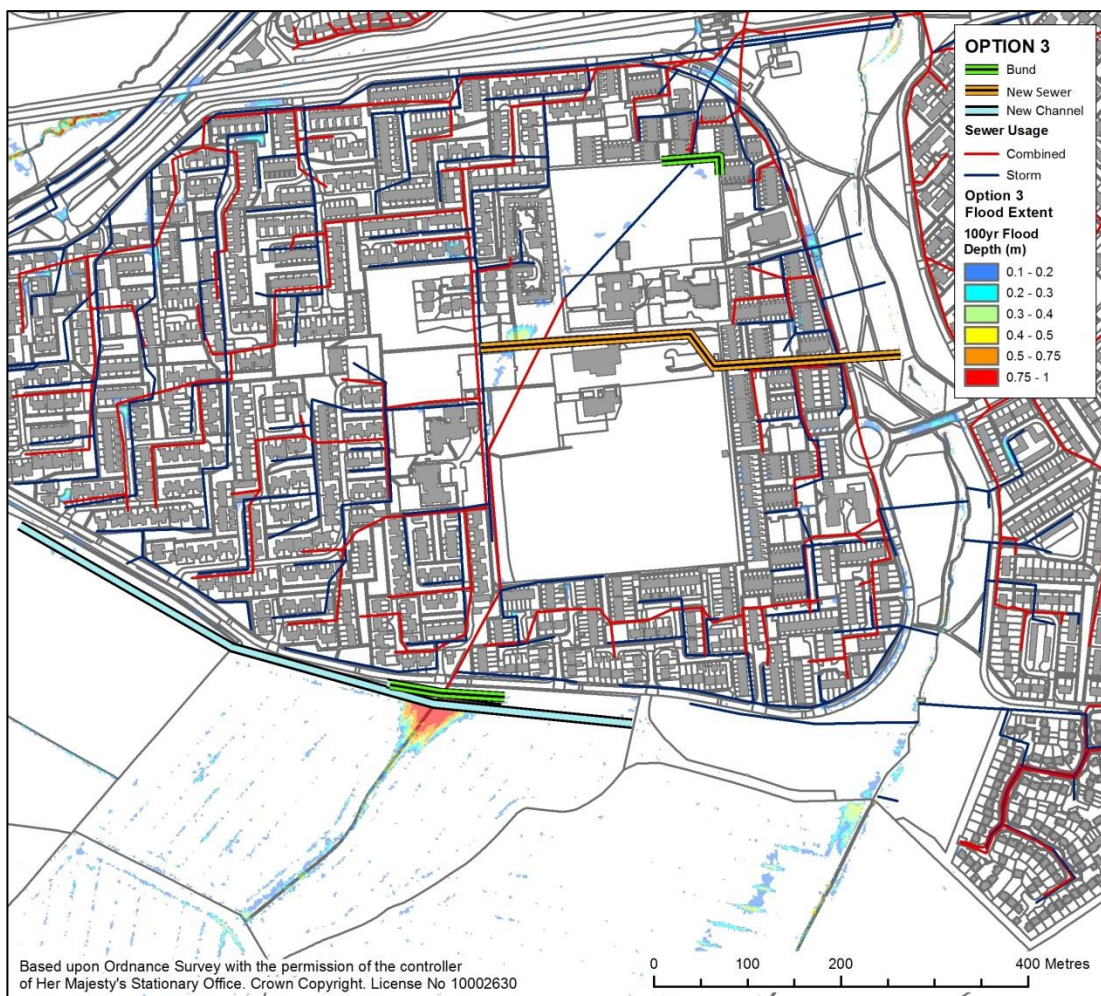 OPTION 3
Bund
New Sewer
New Channel
Sewer Usage
Combined
Storm
Option 3
Flood Extent
100yr Flood
Depth (m)
0.1 - 0.2
0.2 - 0.3
0.3 - 0.4
0.4 - 0.5
0.5 - 0.75
0.75 - 1
Based upon Ordnance Survey with the permission of the controller
of Her Majesty's Stationary Office. Crown Copyright. License No 10002630
0 100 200 400 Metres